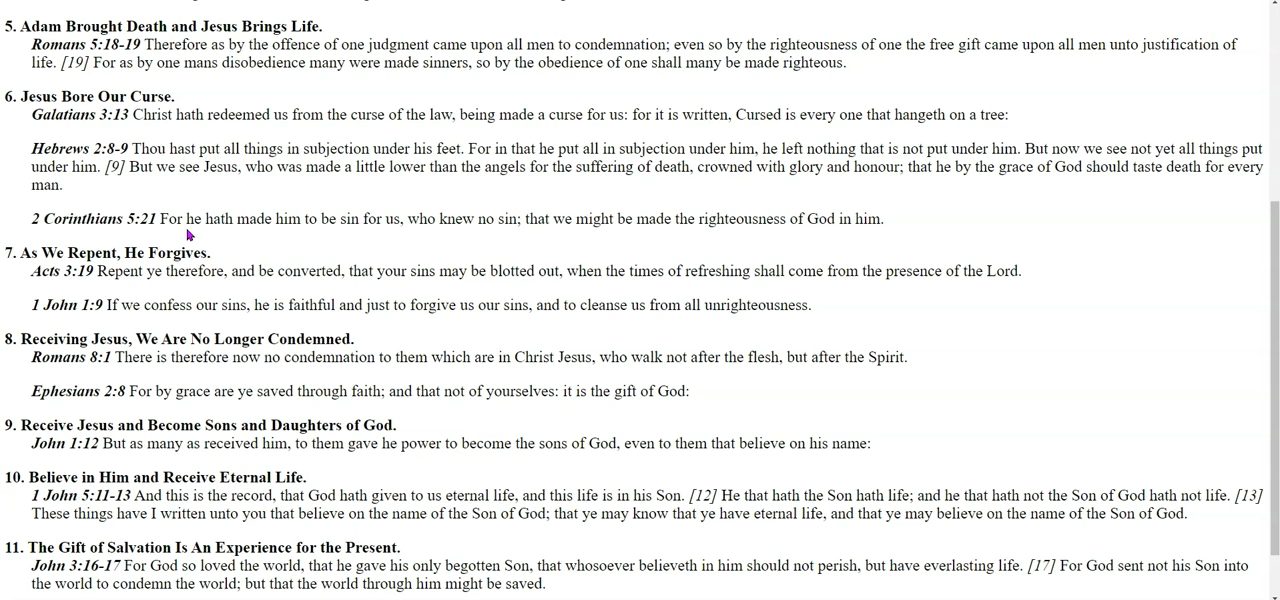 5. Adam Brought Death and Jesus Brings Life.
Romans 5:18-19 Therefore as by the offence of one judgment came upon all men to condemnation; even so by the righteousness of one the free gift came upon all men unto justification of
life. [19] For as by one mans disobedience many were made sinners, so by the obedience of one shall many be made righteous.
6. Jesus Bore Our Curse.
Galatians 3:13 Christ hath redeemed us from the curse of the law, being made a curse for us: for it is written, Cursed is every one that hangeth on a tree:
Hebrews 2:8-9 Thou hast put all things in subjection under his feet. For in that he put all in subjection under him, he left nothing that is not put under him. But now we see not yet all things put
under him. [9] But we see Jesus, who was made a little lower than the angels for the suffering of death, crowned with glory and honour; that he by the grace of God should taste death for every
man.
2 Corinthians 5:21 For he hath made him to be sin for us, who knew no sin; that we might be made the righteousness of God in him.
7. As We Repent, He Forgives.
Acts 3:19 Repent ye therefore, and be converted, that your sins may be blotted out, when the times of refreshing shall come from the presence of the Lord.
1 John 1:9 If we confess our sins, he is faithful and just to forgive us our sins, and to cleanse us from all unrighteousness.
8. Receiving Jesus, We Are No Longer Condemned.
Romans 8:1 There is therefore now no condemnation to them which are in Christ Jesus, who walk not after the flesh, but after the Spirit.
Ephesians 2:8 For by grace are ye saved through faith; and that not of yourselves: it is the gift of God:
9. Receive Jesus and Become Sons and Daughters of God.
John 1:12 But as many as received him, to them gave he power to become the sons of God, even to them that believe on his name:
10. Believe in Him and Receive Eternal Life.
1 John 5:11-13 And this is the record, that God hath given to us eternal life, and this life is in his Son. [12] He that hath the Son hath life; and he that hath not the Son of God hath not life. [13]
These things have I written unto you that believe on the name of the Son of God; that ye may know that ye have eternal life, and that ye may believe on the name of the Son of God.
11. The Gift of Salvation Is An Experience for the Present.
John 3:16-17 For God so loved the world, that he gave his only begotten Son, that whosoever believeth in him should not perish, but have everlasting life. [17] For God sent not his Son into
the world to condemn the world; but that the world through him might be saved.